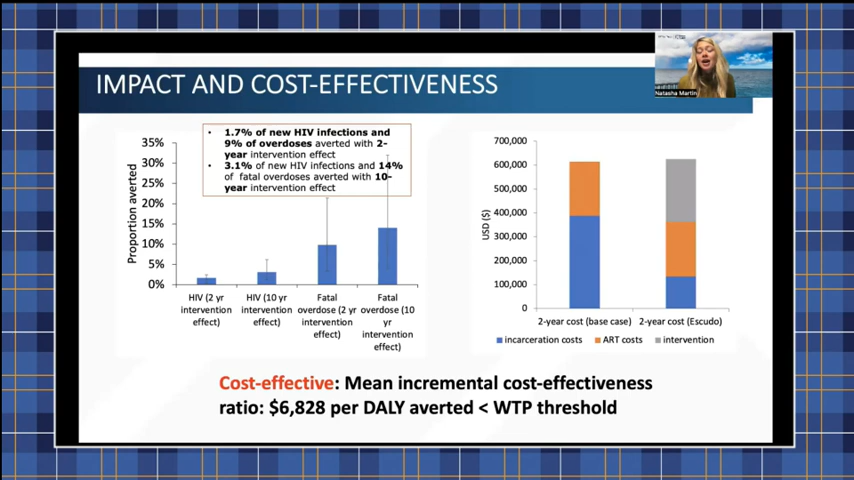 IMPACT AND COST-EFFECTIVENESS
Natasha Martin
• 1.7% of new HIV infections and
9% of overdoses averted with 2-
year intervention effect
• 3.1% of new HIV infections and 14%
of fatal overdoses averted with 10-
year intervention effect
Proportion averted
35%
30%
25%
20%
15%
10%
5%
0%
HIV (2 yr
intervention
effect)
HIV (10 yr
intervention
effect)
Fatal
overdose (2 yr
intervention
effect)
Fatal
overdose (10
yr
intervention
effect)
USD ($)
700,000
600,000
500,000
400,000
300,000
200,000
100,000
0
2-year cost (base case)
2-year cost (Escudo)
incarceration costs
ART costs
intervention
Cost-effective: Mean incremental cost-effectiveness
ratio: $6,828 per DALY averted < WTP threshold